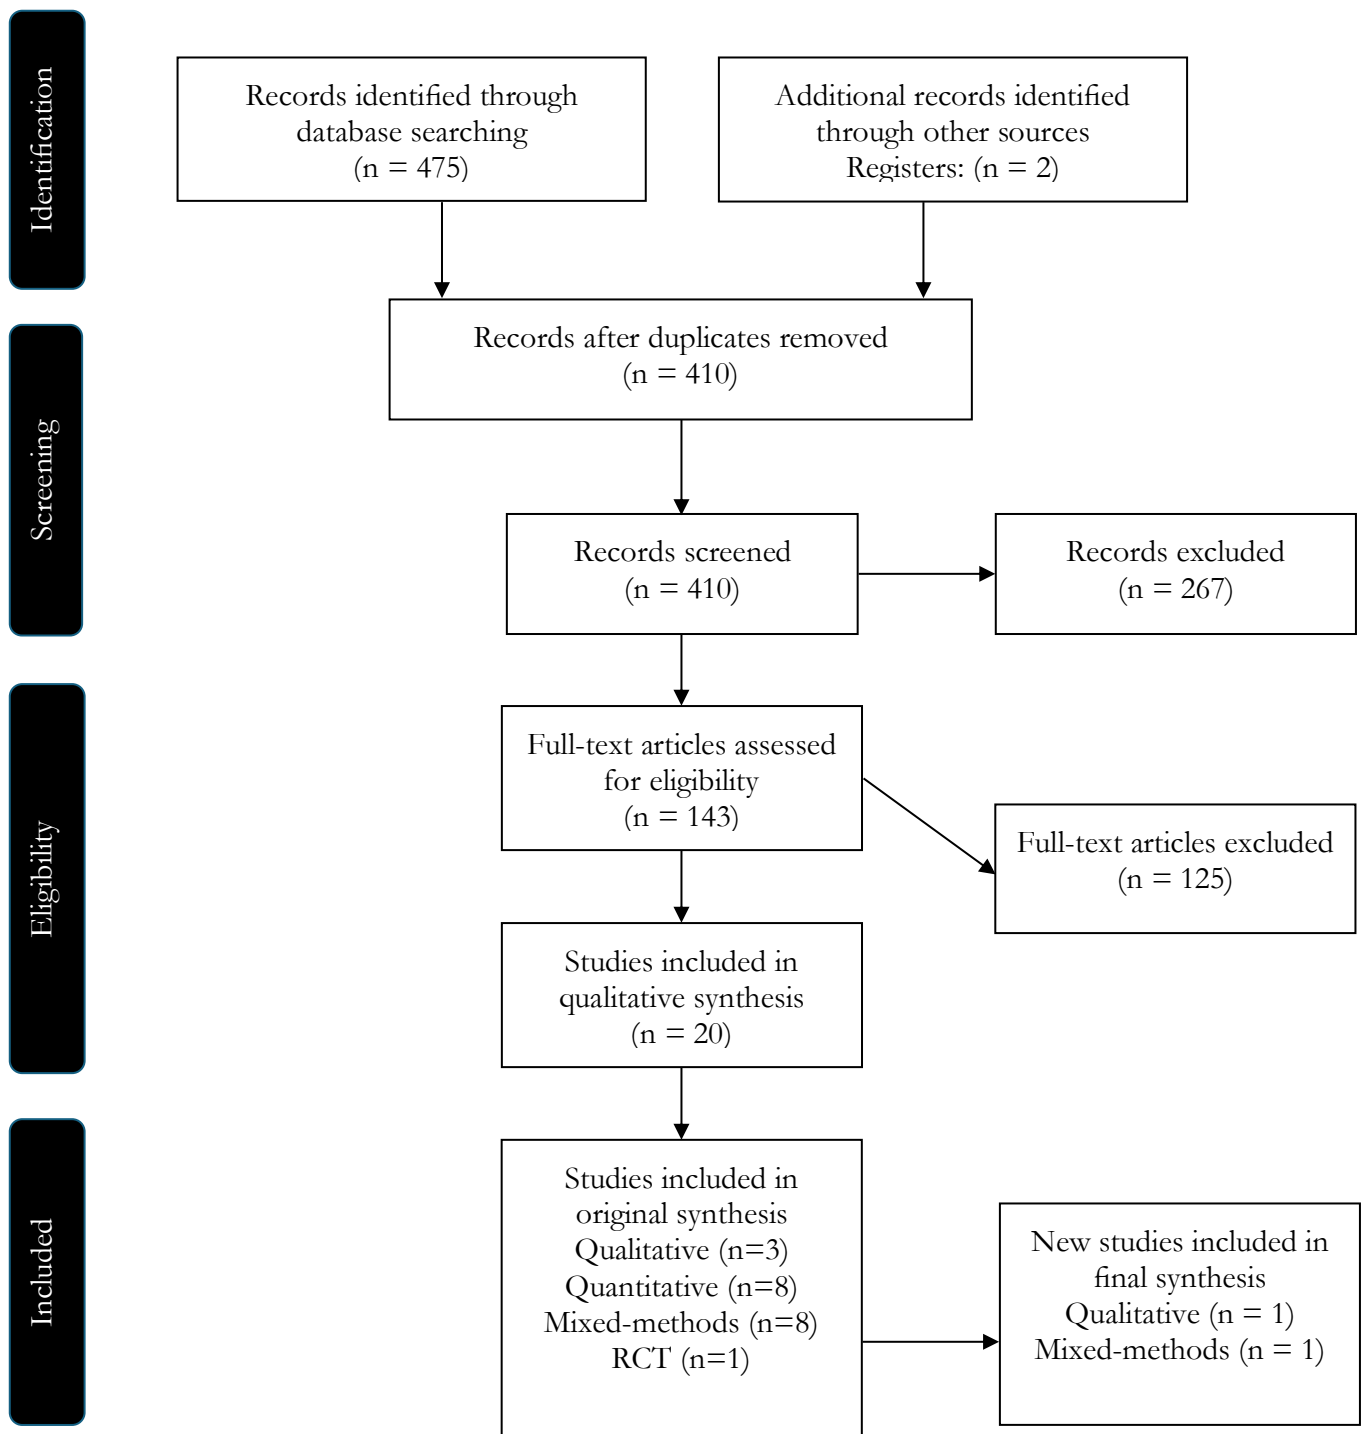 Identification
Records identified through
database searching
(n = 475)
Additional records identified
through other sources
Registers: (n = 2)
Screening
Records after duplicates removed
(n = 410)
Records screened
(n = 410)
Records excluded
(n = 267)
Eligibility
Full-text articles assessed
for eligibility
(n = 143)
Full-text articles excluded
(n = 125)
Studies included in
qualitative synthesis
(n = 20)
Included
Studies included in
original synthesis
Qualitative (n=3)
Quantitative (n=8)
Mixed-methods (n=8)
RCT (n=1)
New studies included in
final synthesis
Qualitative (n = 1)
Mixed-methods (n = 1)